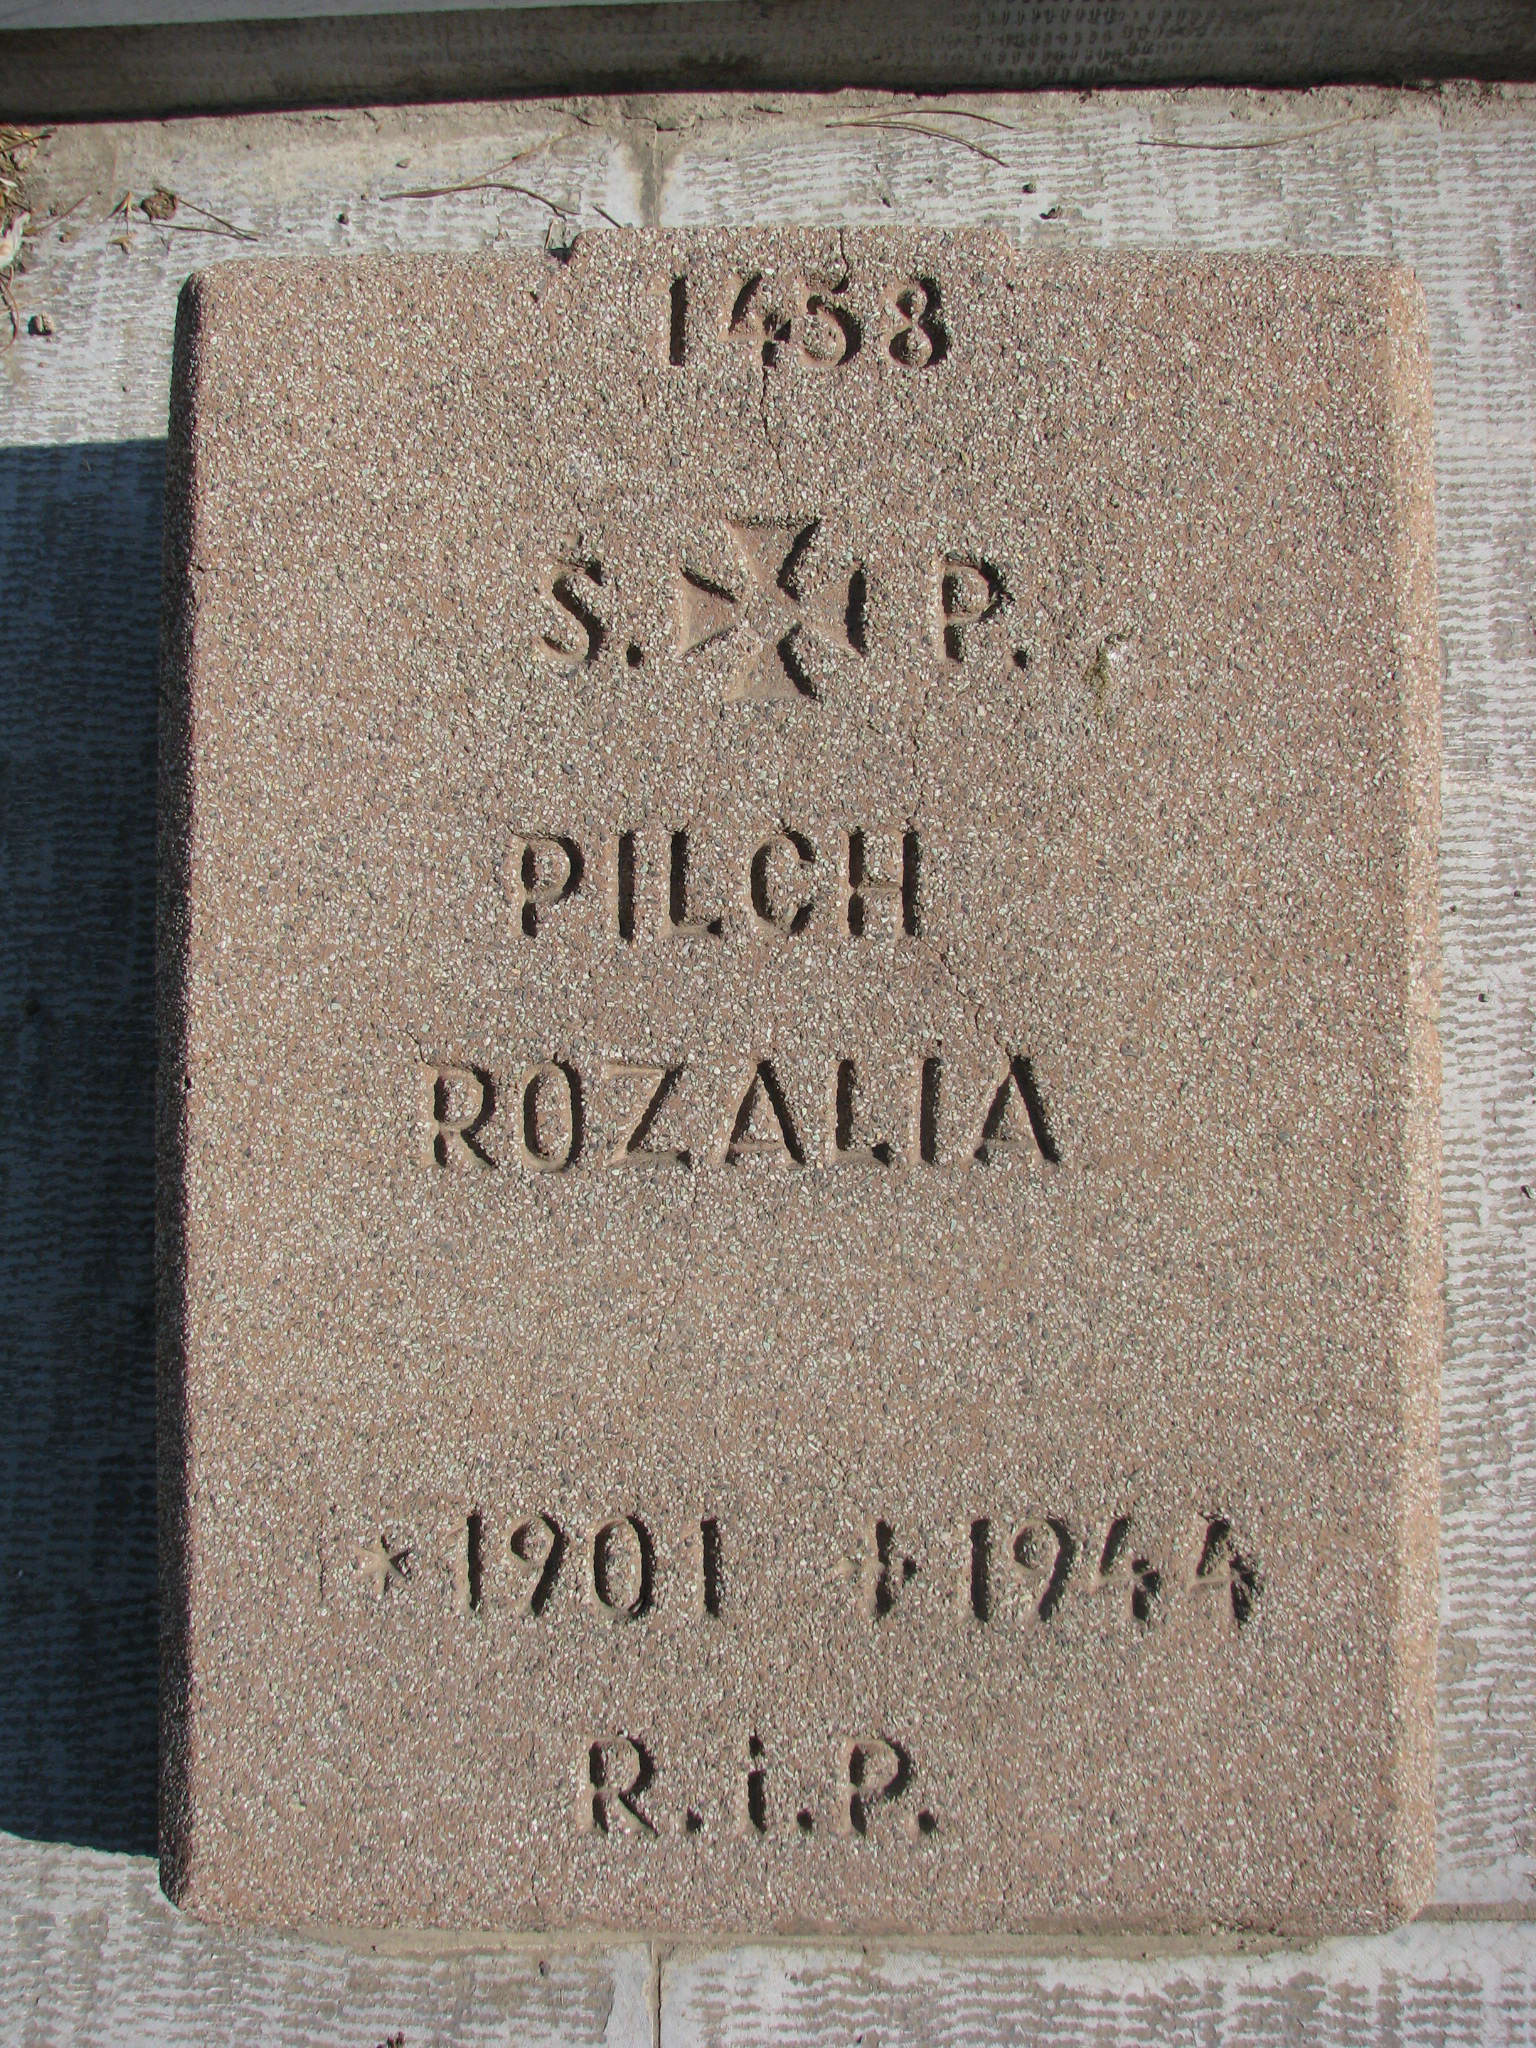 1458
Ś. P.
PILCH
ROZALIA
* 1901 + 1944
R.i.P.